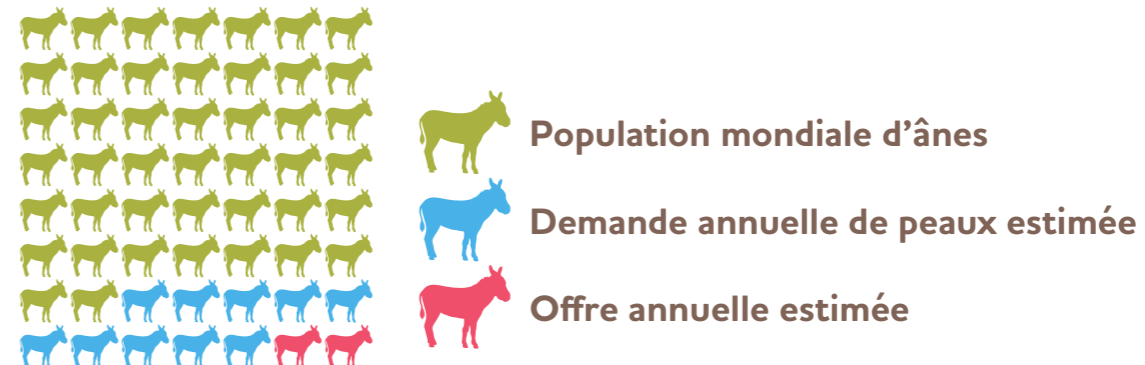 Population mondiale d’ânes
Demande annuelle de peaux estimée
Offre annuelle estimée